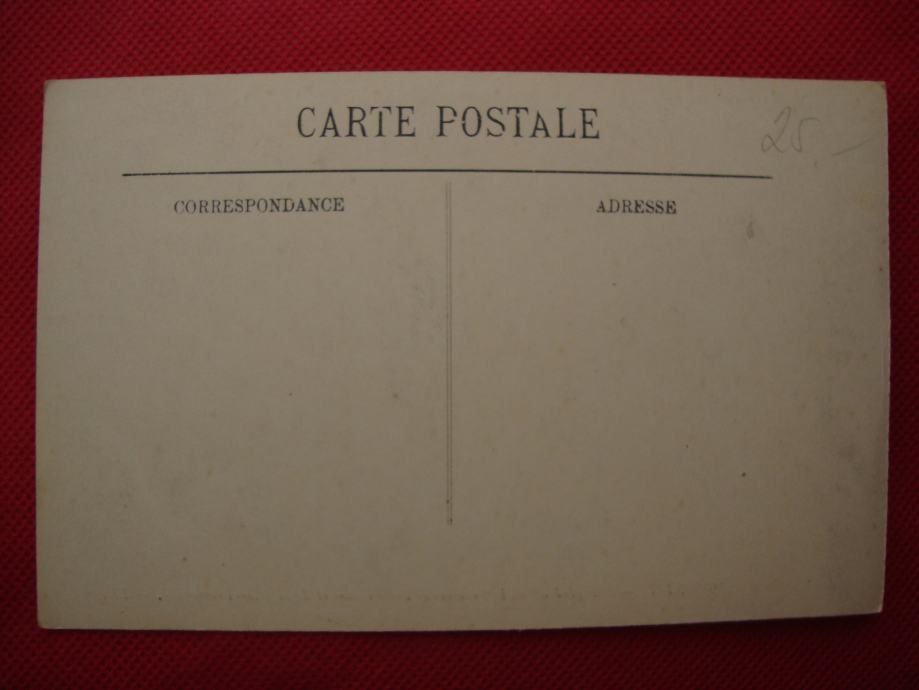 CARTE POSTALE
25.-
CORRESPONDANCE
ADRESSE